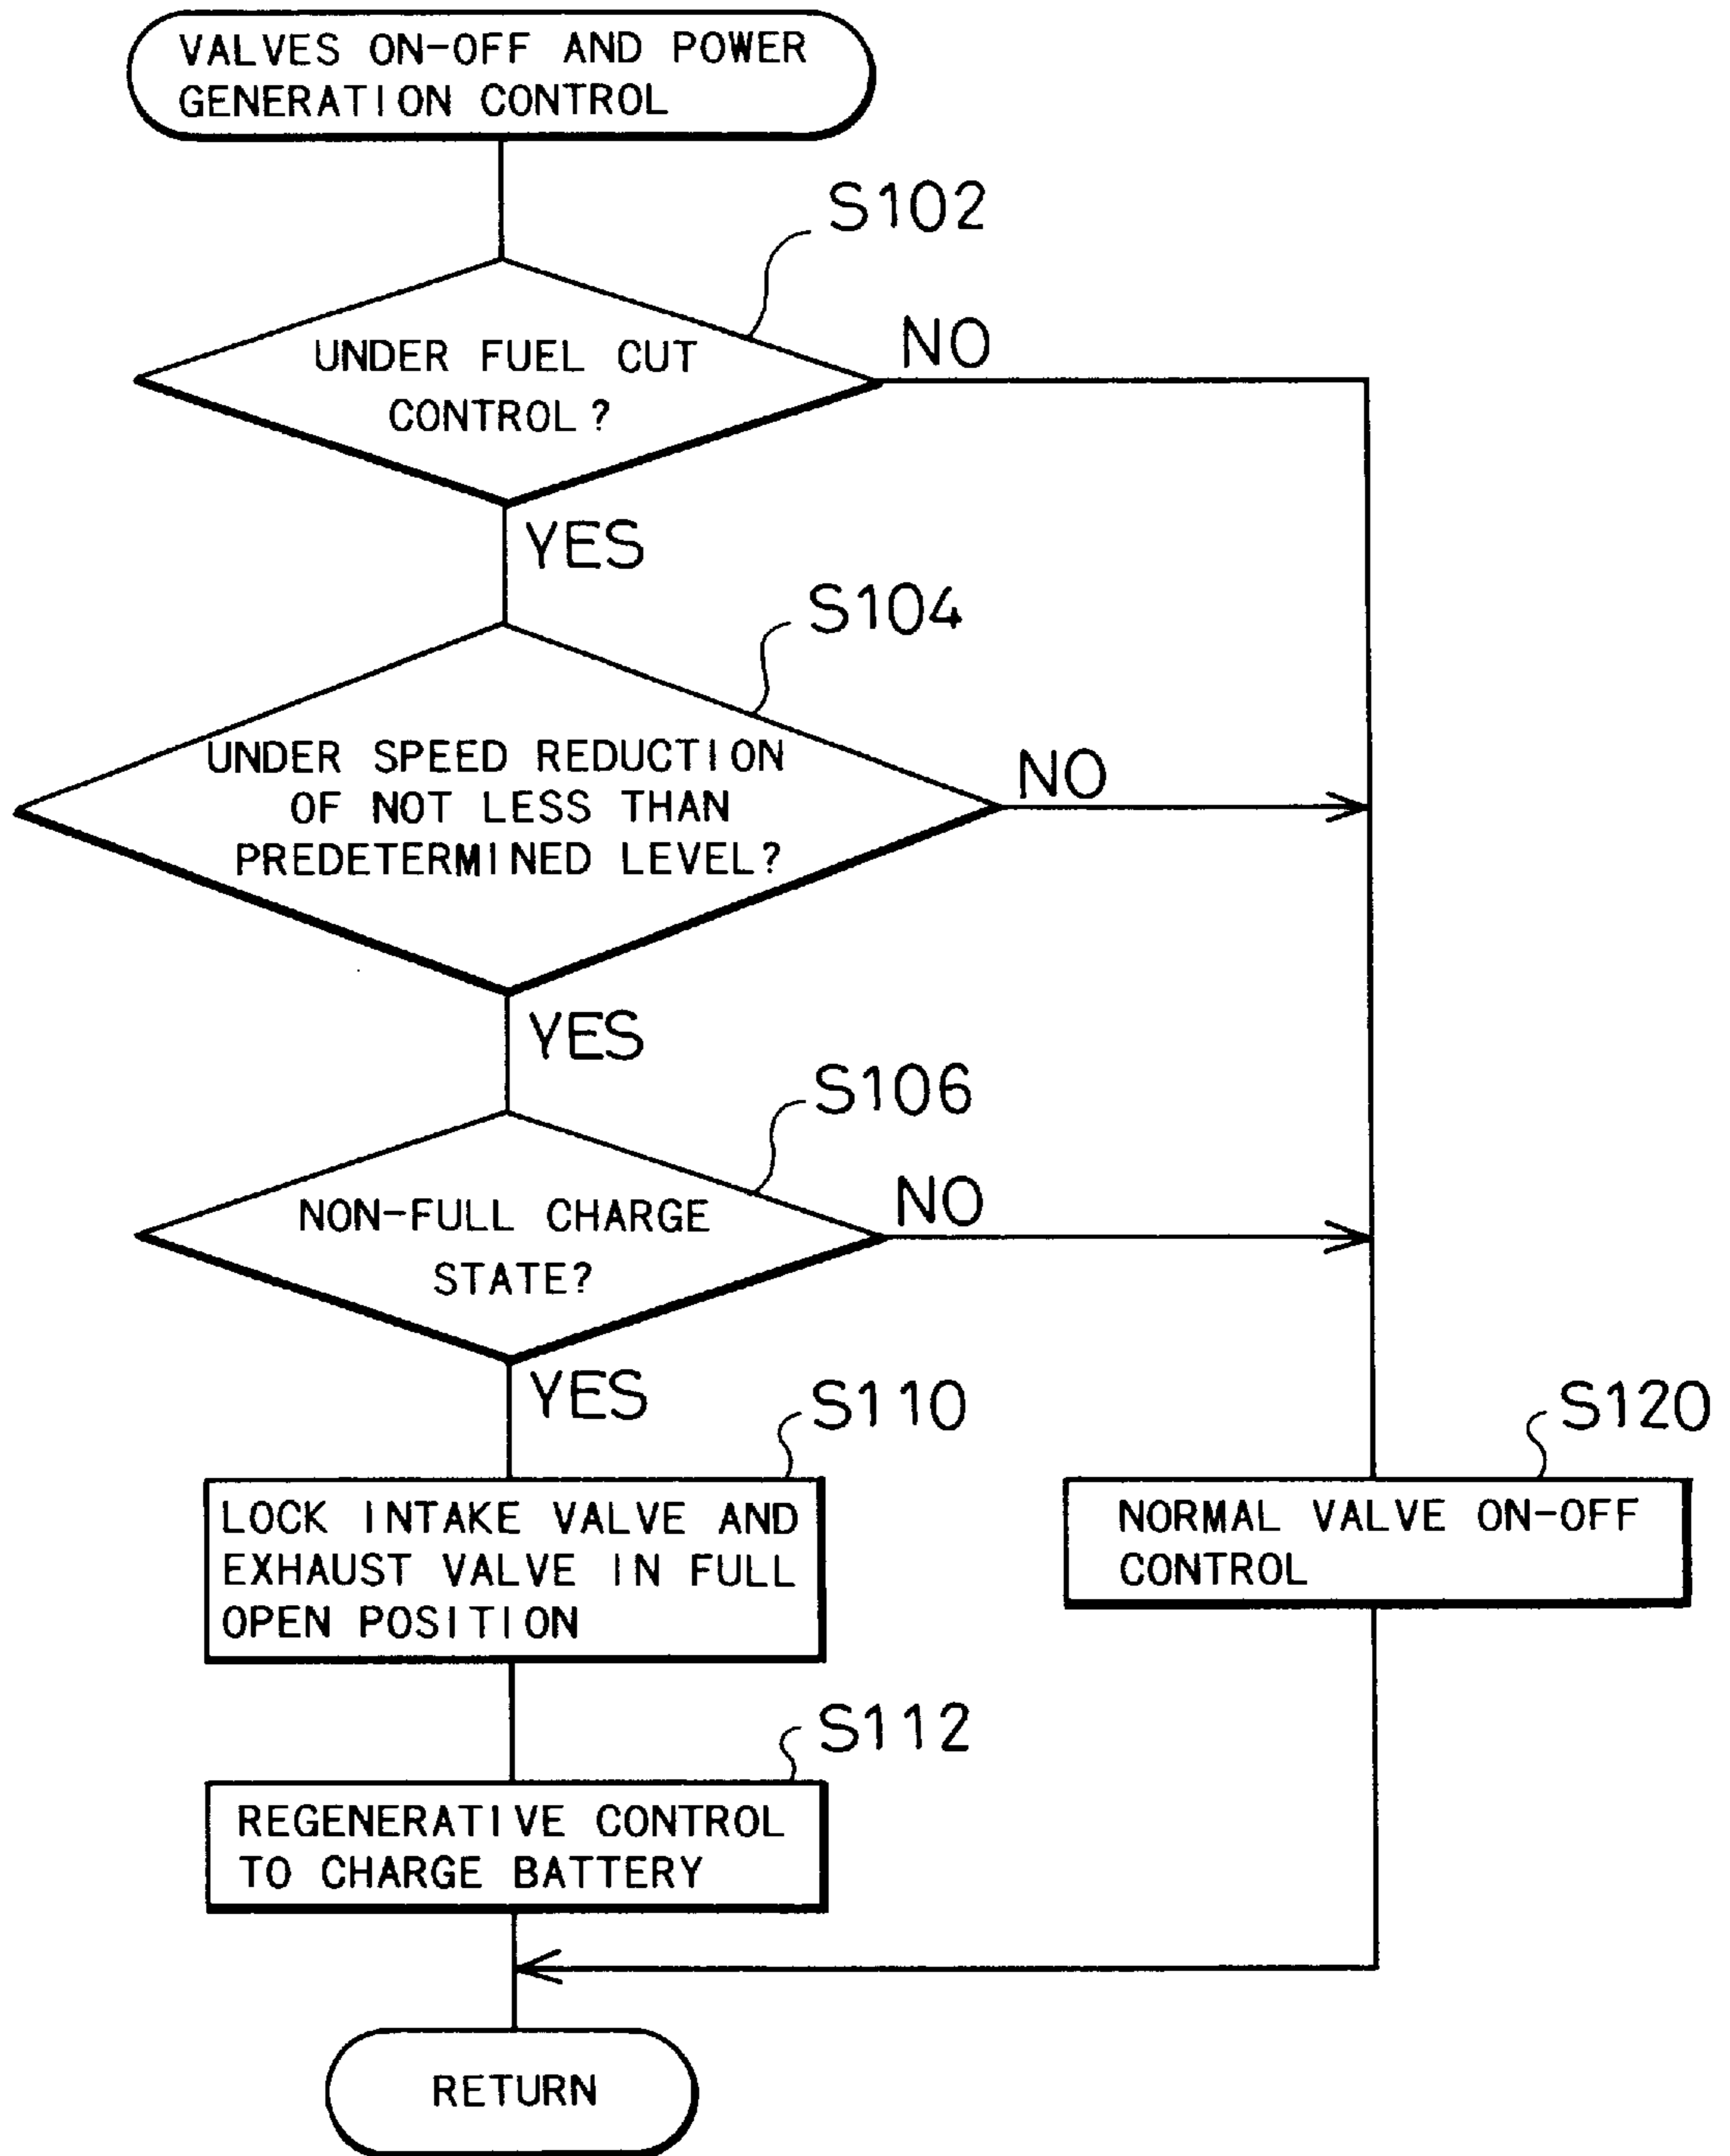 VALVES ON-OFF AND POWER
GENERATION CONTROL
S102
UNDER FUEL CUT
CONTROL?
NO
YES
S104
UNDER SPEED REDUCTION
OF NOT LESS THAN
PREDETERMINED LEVEL?
NO
YES
S106
NON-FULL CHARGE
STATE?
NO
YES
S110
LOCK INTAKE VALVE AND
EXHAUST VALVE IN FULL
OPEN POSITION
S120
NORMAL VALVE ON-OFF
CONTROL
S112
REGENERATIVE CONTROL
TO CHARGE BATTERY
RETURN